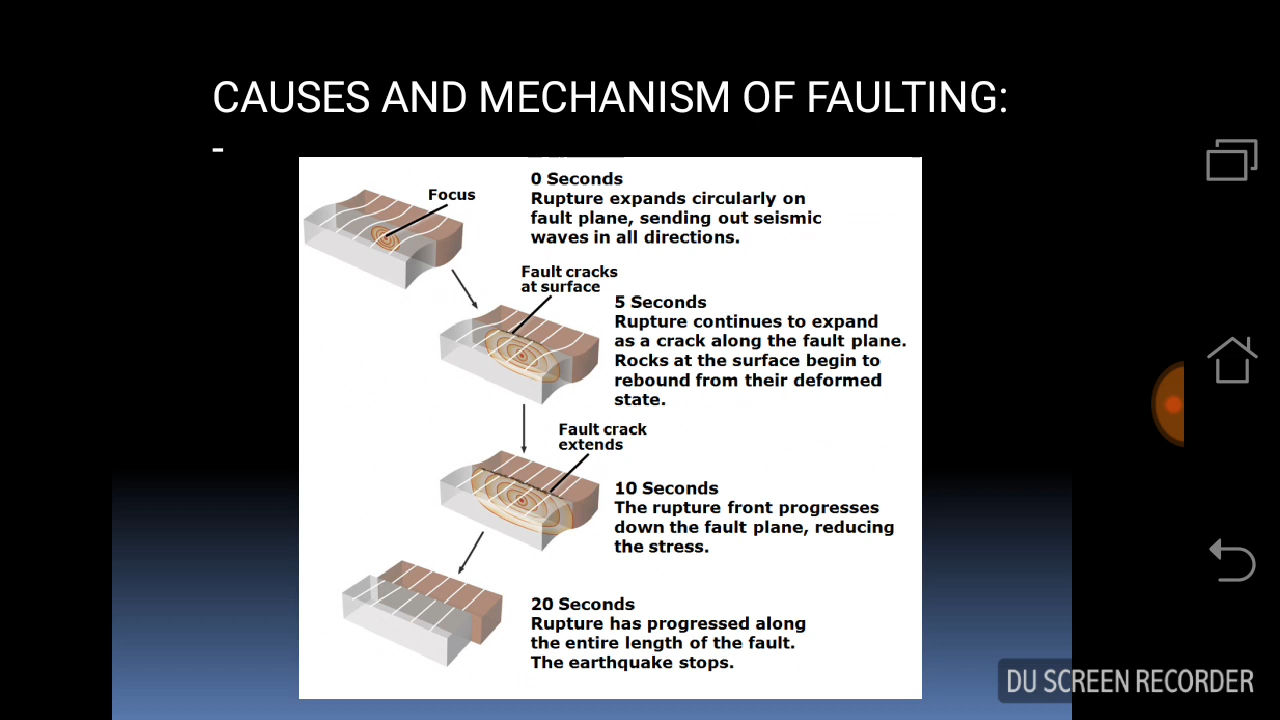 CAUSES AND MECHANISM OF FAULTING:
-
Focus
0 Seconds
Rupture expands circularly on
fault plane, sending out seismic
waves in all directions.
Fault cracks
at surface
5 Seconds
Rupture continues to expand
as a crack along the fault plane.
Rocks at the surface begin to
rebound from their deformed
state.
Fault crack
extends
10 Seconds
The rupture front progresses
down the fault plane, reducing
the stress.
20 Seconds
Rupture has progressed along
the entire length of the fault.
The earthquake stops.
DU SCREEN RECORDER